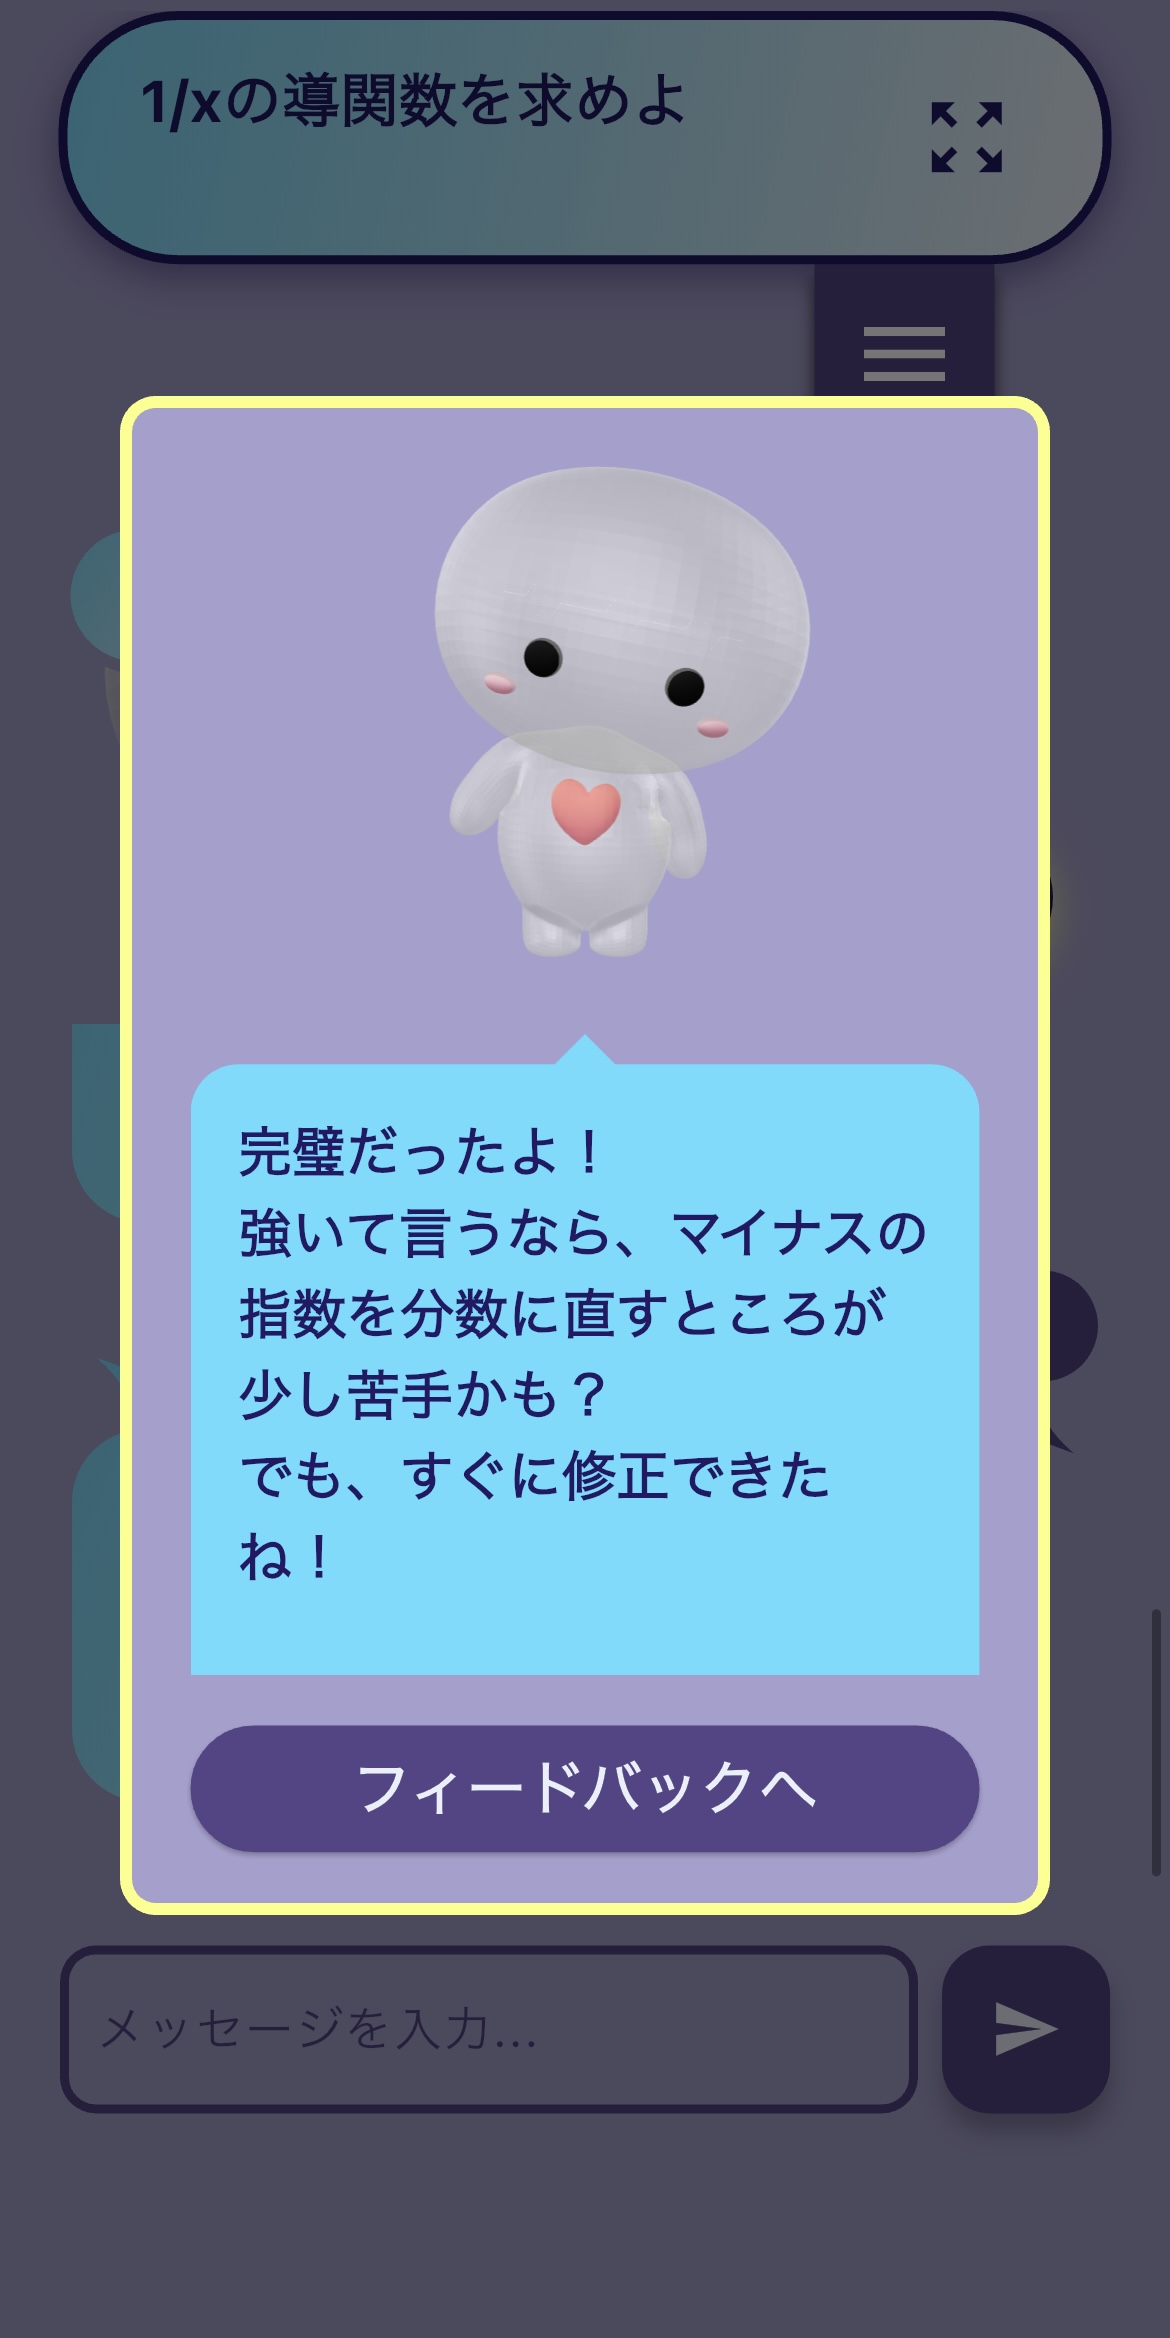 1/xの導関数を求めよ
完璧だったよ！
強いて言うなら、マイナスの
指数を分数に直すところが
少し苦手かも？
でも、すぐに修正できた
ね！
フィードバックへ
メッセージを入力...